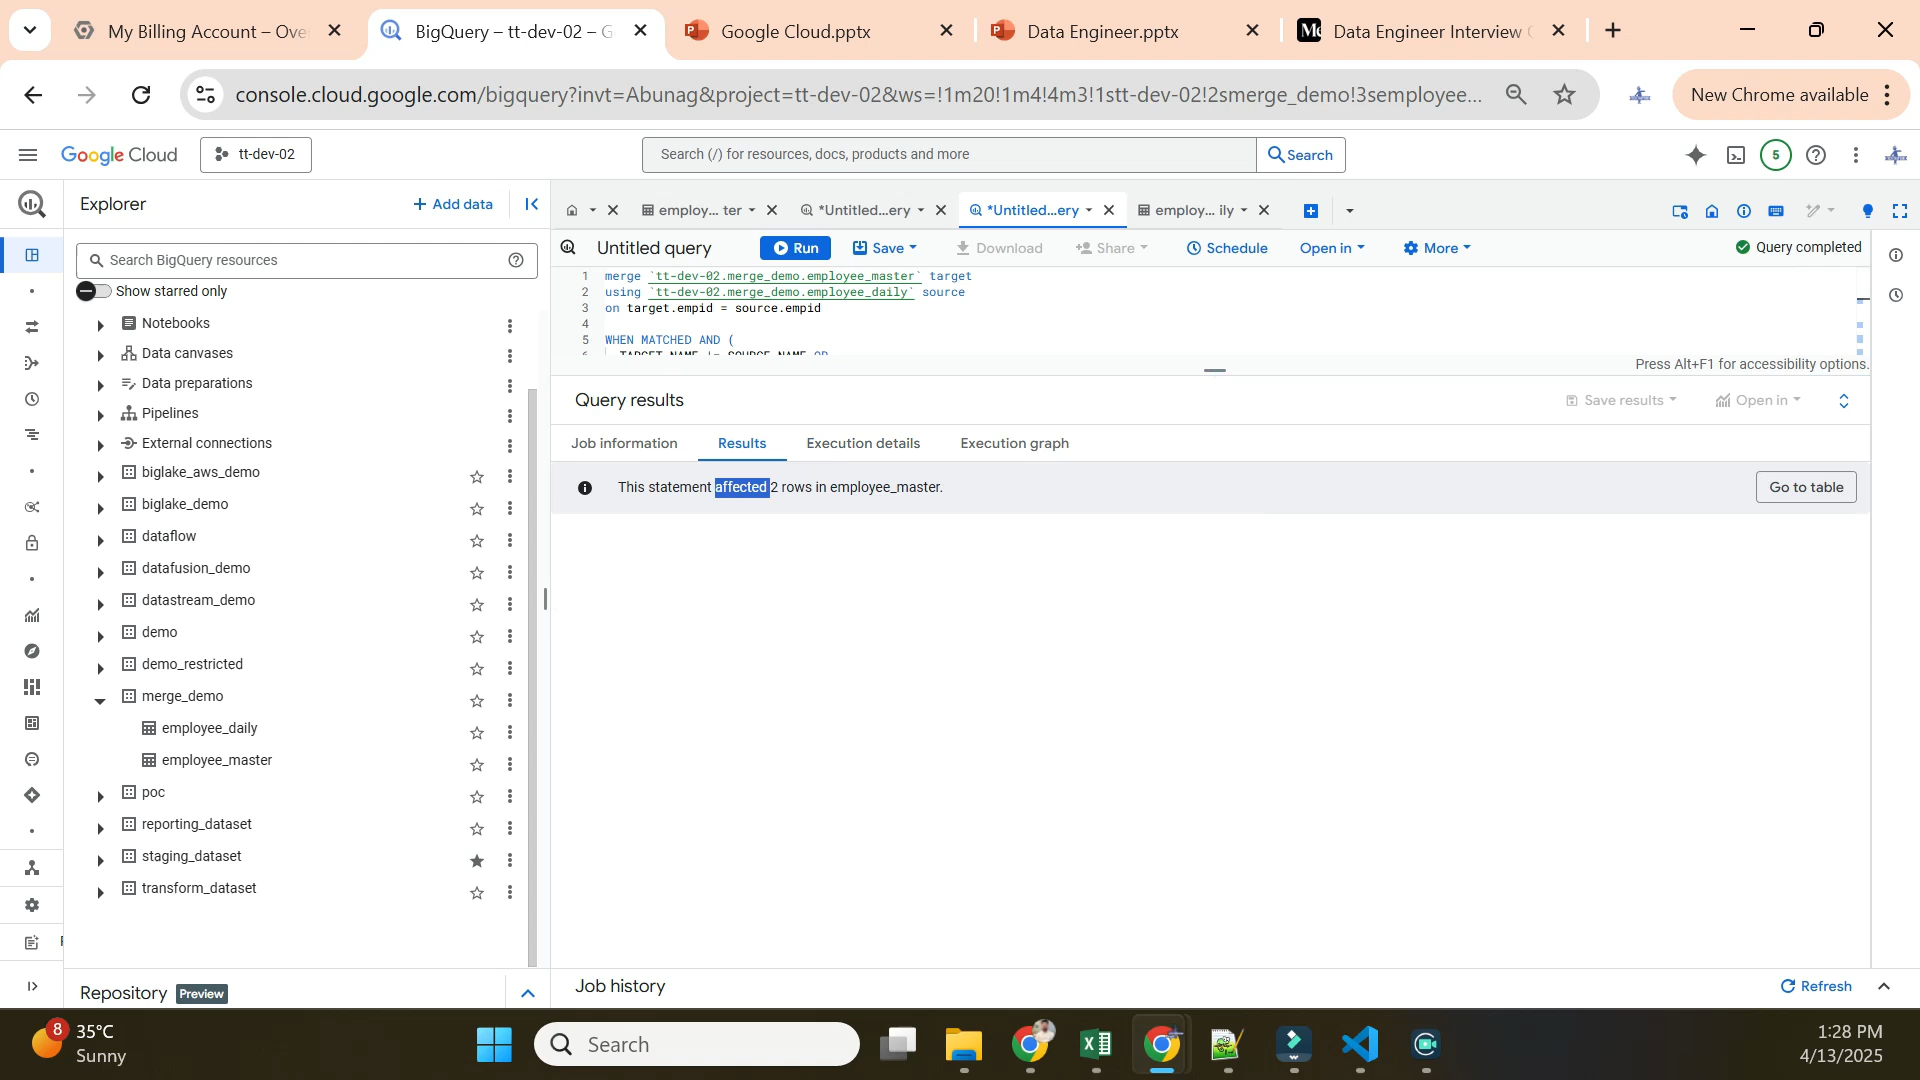 My Billing Account – Over
BigQuery – tt-dev-02 – G
Google Cloud.pptx
Data Engineer.pptx
Data Engineer Interview
console.cloud.google.com/bigquery?invt=Abunag&project=tt-dev-02&ws=!1m20!1m4!4m3!1stt-dev-02!2smerge_demo!3semployee...
New Chrome available
Google Cloud
tt-dev-02
Search (/) for resources, docs, products and more
Search
5
Explorer
+ Add data
employ... ter
*Untitled...ery
*Untitled...ery
employ... ily
Search BigQuery resources
Untitled query
Run
Save
Download
Share
Schedule
Open in
More
Query completed
Show starred only
1 merge `tt-dev-02.merge_demo.employee_master` target
2 using `tt-dev-02.merge_demo.employee_daily` source
3 on target.empid = source.empid
4
5 WHEN MATCHED AND (
6 TARGET.NAME != SOURCE.NAME OR
Press Alt+F1 for accessibility options.
Notebooks
Data canvases
Data preparations
Pipelines
External connections
biglake_aws_demo
biglake_demo
dataflow
datafusion_demo
datastream_demo
demo
demo_restricted
merge_demo
employee_daily
employee_master
poc
reporting_dataset
staging_dataset
transform_dataset
Query results
Save results
Open in
Job information
Results
Execution details
Execution graph
This statement affected 2 rows in employee_master.
Go to table
Repository
Preview
Job history
Refresh
8
35°C
Sunny
Search
1:28 PM
4/13/2025